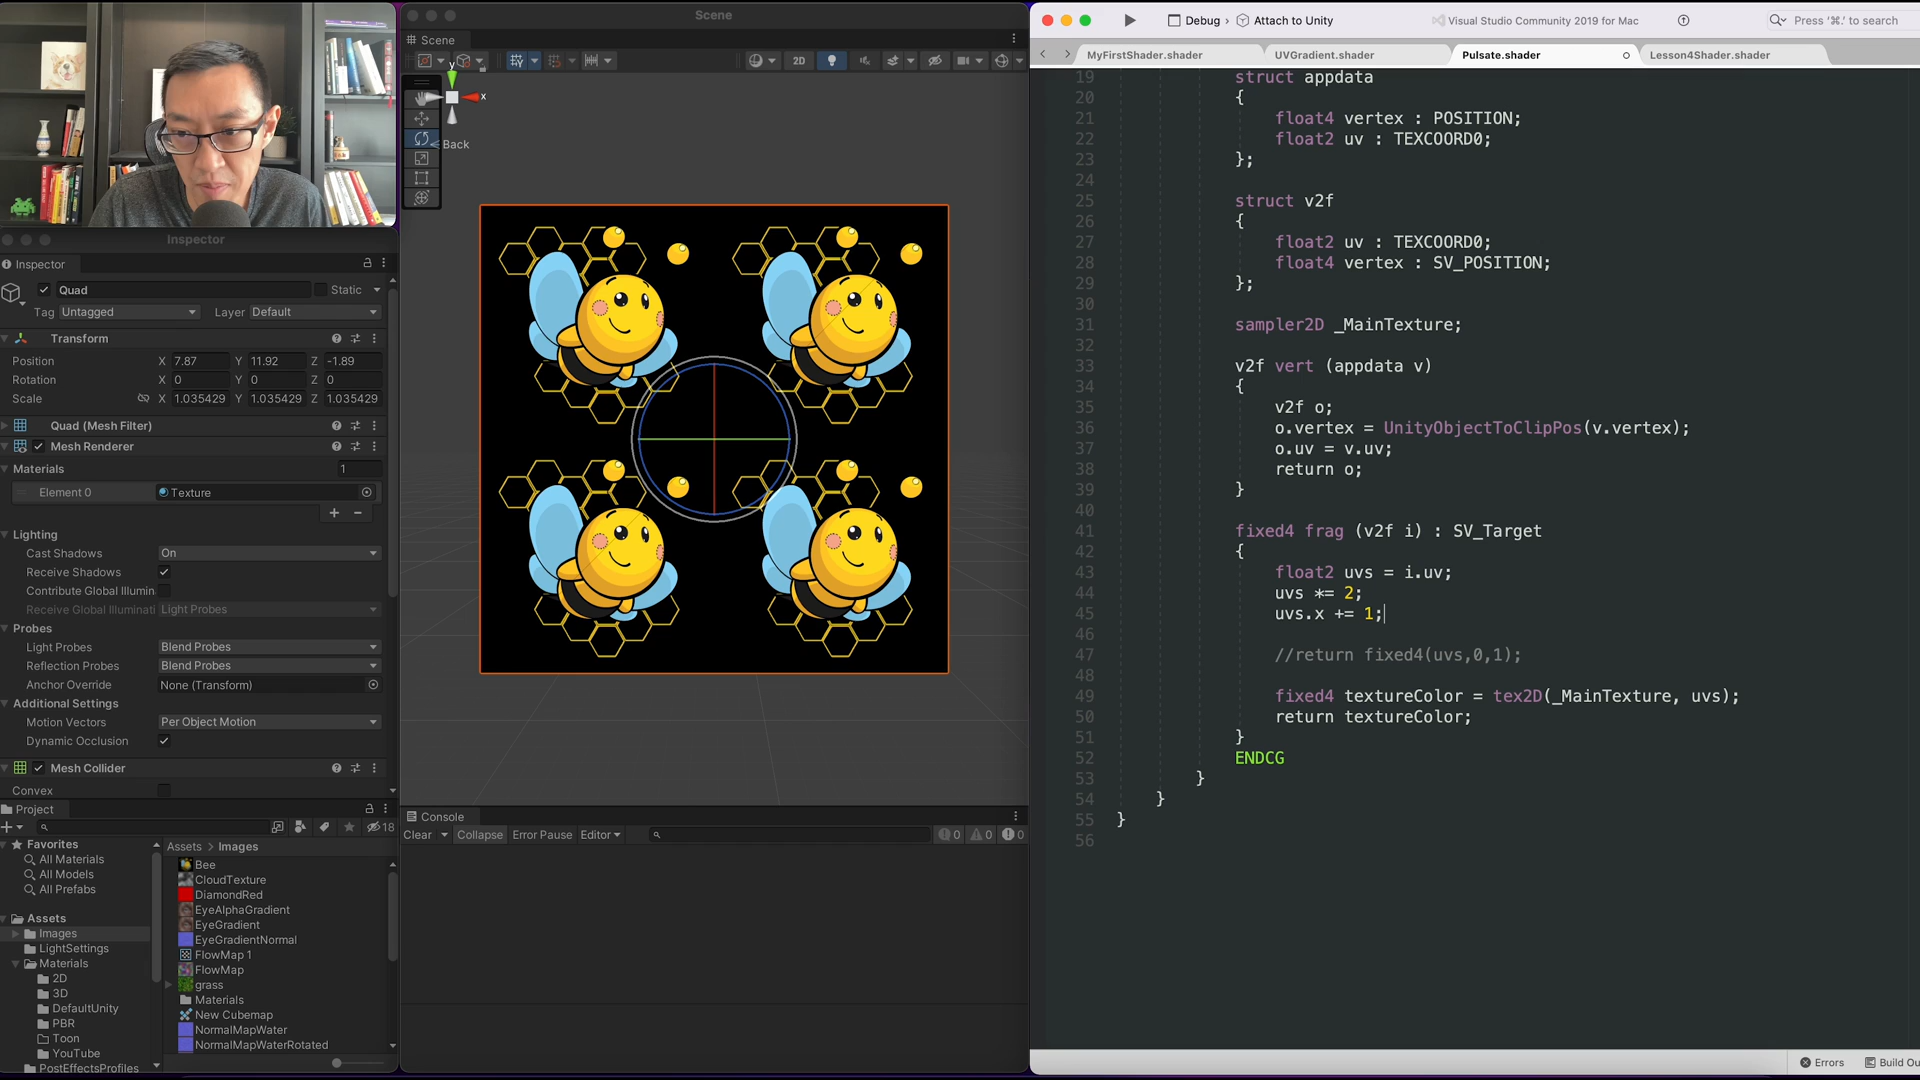 Inspector
Inspector
Quad
Static
Tag
Untagged
Layer
Default
Transform
Position
X
7.87
Y
11.92
Z
-1.89
Rotation
X
0
Y
0
Z
0
Scale
X
1.035429
Y
1.035429
Z
1.035429
Quad (Mesh Filter)
Mesh Renderer
Materials
1
Element 0
Texture
Lighting
Cast Shadows
On
Receive Shadows
Contribute Global Illumin
Receive Global Illuminati
Light Probes
Probes
Light Probes
Blend Probes
Reflection Probes
Blend Probes
Anchor Override
None (Transform)
Additional Settings
Motion Vectors
Per Object Motion
Dynamic Occlusion
Mesh Collider
Convex
Project
18
Favorites
All Materials
All Models
All Prefabs
Assets
Images
LightSettings
Materials
2D
3D
DefaultUnity
PBR
Toon
YouTube
PostEffectsProfiles
Assets > Images
Bee
CloudTexture
DiamondRed
EyeAlphaGradient
EyeGradient
EyeGradientNormal
FlowMap 1
FlowMap
grass
Materials
New Cubemap
NormalMapWater
NormalMapWaterRotated
Scene
Scene
2D
y
x
Back
Console
Clear
Collapse
Error Pause
Editor
0
0
0
Debug
Attach to Unity
Visual Studio Community 2019 for Mac
Press '⌘.' to search
MyFirstShader.shader
UVGradient.shader
Pulsate.shader
Lesson4Shader.shader
19 struct appdata
20 {
21 float4 vertex : POSITION;
22 float2 uv : TEXCOORD0;
23 };
24
25 struct v2f
26 {
27 float2 uv : TEXCOORD0;
28 float4 vertex : SV_POSITION;
29 };
30
31 sampler2D _MainTexture;
32
33 v2f vert (appdata v)
34 {
35 v2f o;
36 o.vertex = UnityObjectToClipPos(v.vertex);
37 o.uv = v.uv;
38 return o;
39 }
40
41 fixed4 frag (v2f i) : SV_Target
42 {
43 float2 uvs = i.uv;
44 uvs *= 2;
45 uvs.x += 1;
46
47 //return fixed4(uvs,0,1);
48
49 fixed4 textureColor = tex2D(_MainTexture, uvs);
50 return textureColor;
51 }
52 ENDCG
53 }
54 }
55 }
56
Errors
Build Ou